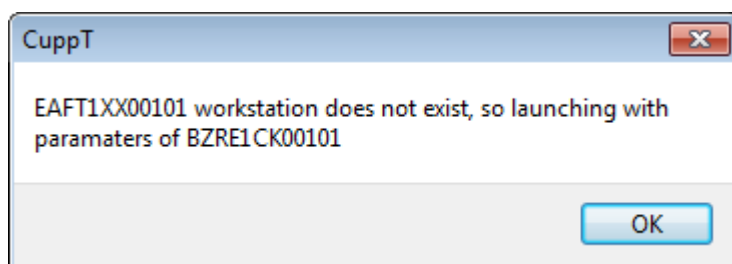 CuppT
EAFT1XX00101 workstation does not exist, so launching with
paramaters of BZRE1CK00101
OK